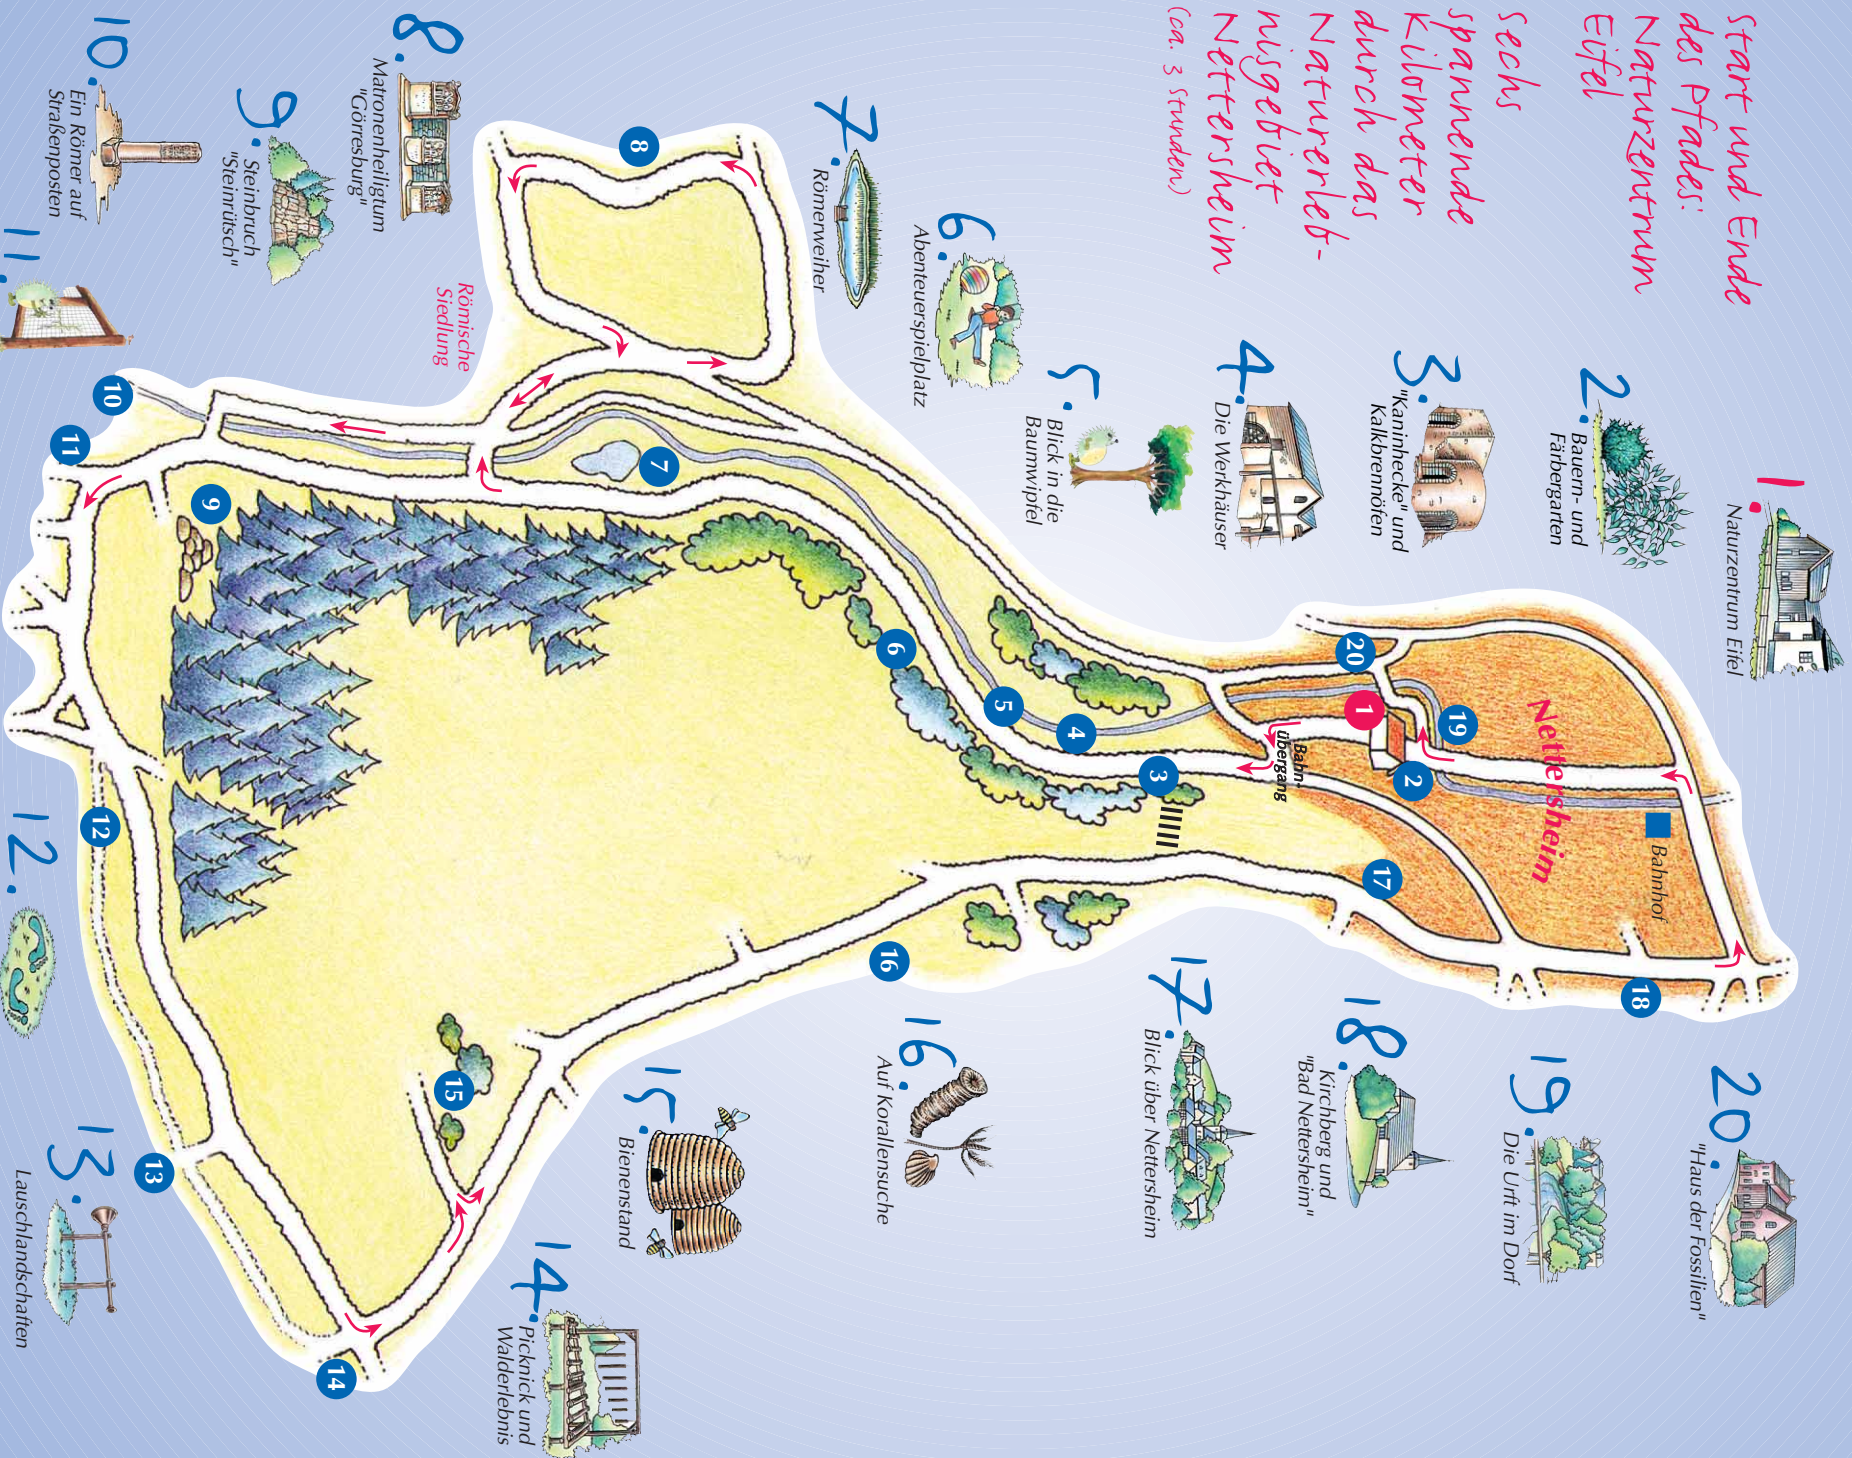 Start und Ende
des Pfades:
Naturzentrum
Eifel
Sechs
spannende
Kilometer
durch das
Naturerleb-
nisgebiet
Nettersheim
(ca. 3 Stunden)
1.
Naturzentrum Eifel
2.
Bauern- und
Färbergarten
3.
"Kaninhecke" und
Kalkbrennöfen
4.
Die Werkhäuser
5.
Blick in die
Baumwipfel
6.
Abenteuerspielplatz
7.
Römerweiher
8.
Matronenheiligtum
"Görresburg"
9.
Steinbruch
"Steinrütsch"
10.
Ein Römer auf
Straßenposten
11.
12.
13.
Lauschlandschaften
14.
Picknick und
Walderlebnis
15.
Bienenstand
16.
Auf Korallensuche
17.
Blick über Nettersheim
18.
Kirchberg und
"Bad Nettersheim"
19.
Die Urft im Dorf
20.
"Haus der Fossilien"
Nettersheim
Bahnhof
Bahn-
übergang
Römische
Siedlung
1
2
3
4
5
6
7
8
9
10
11
12
13
14
15
16
17
18
19
20